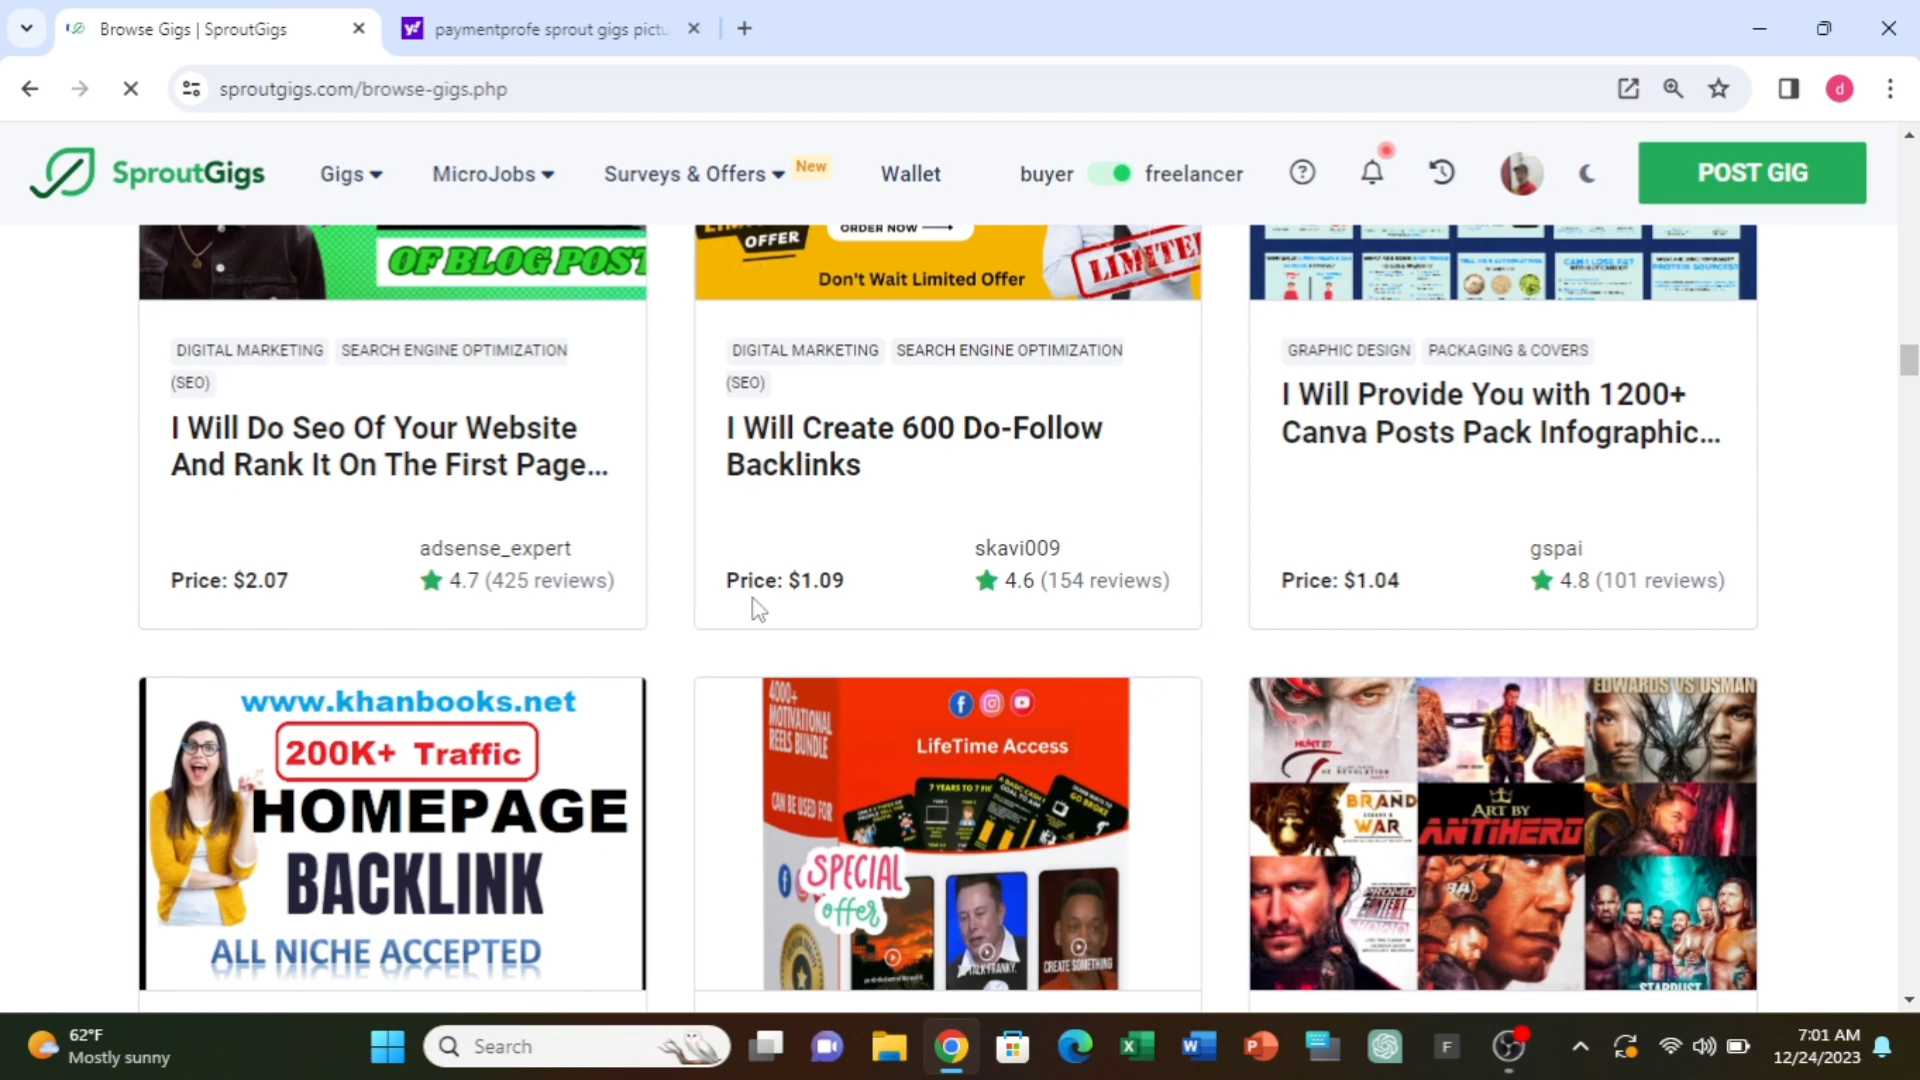 Browse Gigs | SproutGigs
paymentprofe sprout gigs pictu
sproutgigs.com/browse-gigs.php
d
SproutGigs
Gigs
MicroJobs
Surveys & Offers
New
Wallet
buyer
freelancer
POST GIG
OF BLOG POST
OFFER
ORDER NOW
Don't Wait Limited Offer
LIMITE
DIGITAL MARKETING
SEARCH ENGINE OPTIMIZATION
(SEO)
I Will Do Seo Of Your Website
And Rank It On The First Page...
adsense_expert
Price: $2.07
4.7 (425 reviews)
DIGITAL MARKETING
SEARCH ENGINE OPTIMIZATION
(SEO)
I Will Create 600 Do-Follow
Backlinks
skavi009
Price: $1.09
4.6 (154 reviews)
GRAPHIC DESIGN
PACKAGING & COVERS
I Will Provide You with 1200+
Canva Posts Pack Infographic...
gspai
Price: $1.04
4.8 (101 reviews)
www.khanbooks.net
200K+ Traffic
HOMEPAGE
BACKLINK
ALL NICHE ACCEPTED
4000+
MOTIVATIONAL
REELS BUNDLE
CAN BE USED FOR
LifeTime Access
SPECIAL
offer
CREATE SOMETHING
EDWARDS VS USMAN
BRAND
WAR
ART BY
ANTIHERO
STARDUST
62°F
Mostly sunny
Search
7:01 AM
12/24/2023